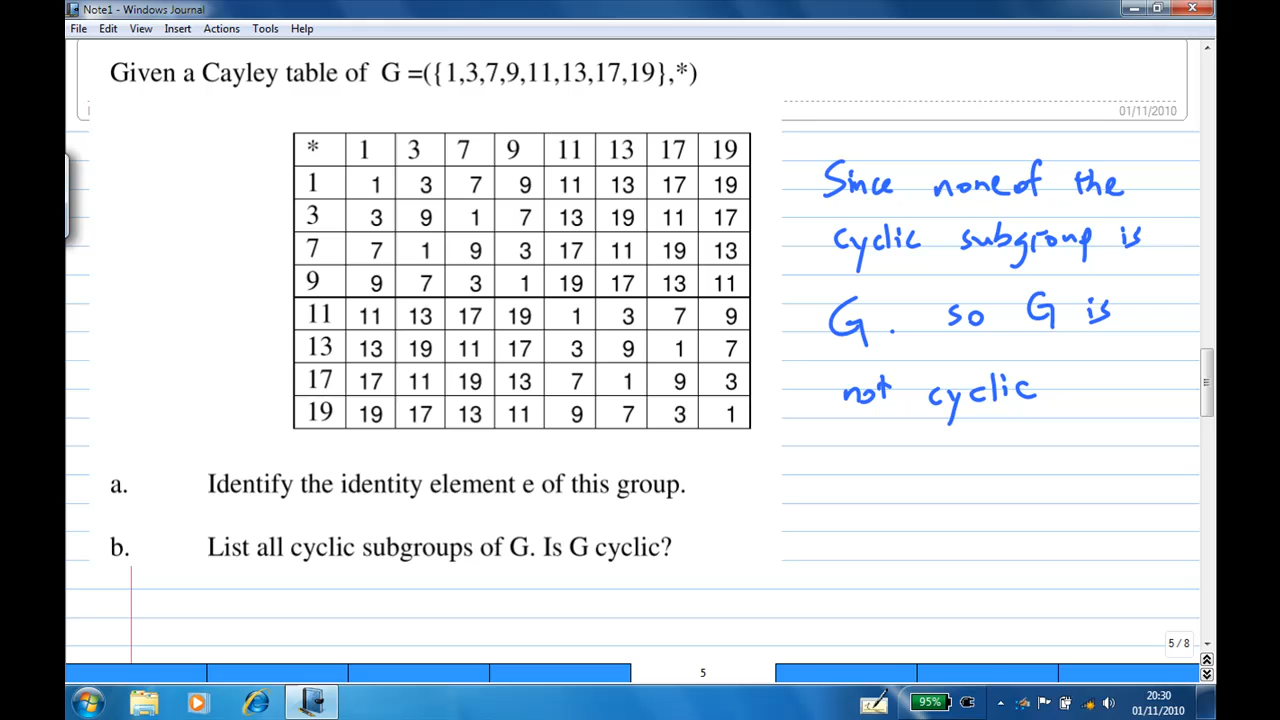 Note1 - Windows Journal
File Edit View Insert Actions Tools Help
Given a Cayley table of G =({1,3,7,9,11,13,17,19},*)
01/11/2010
* 1 3 7 9 11 13 17 19
1 1 3 7 9 11 13 17 19
3 3 9 1 7 13 19 11 17
7 7 1 9 3 17 11 19 13
9 9 7 3 1 19 17 13 11
11 11 13 17 19 1 3 7 9
13 13 19 11 17 3 9 1 7
17 17 11 19 13 7 1 9 3
19 19 17 13 11 9 7 3 1
Since none of the
cyclic subgroup is
G. so G is
not cyclic
a. Identify the identity element e of this group.
b. List all cyclic subgroups of G. Is G cyclic?
5 / 8
5
95%
20:30
01/11/2010